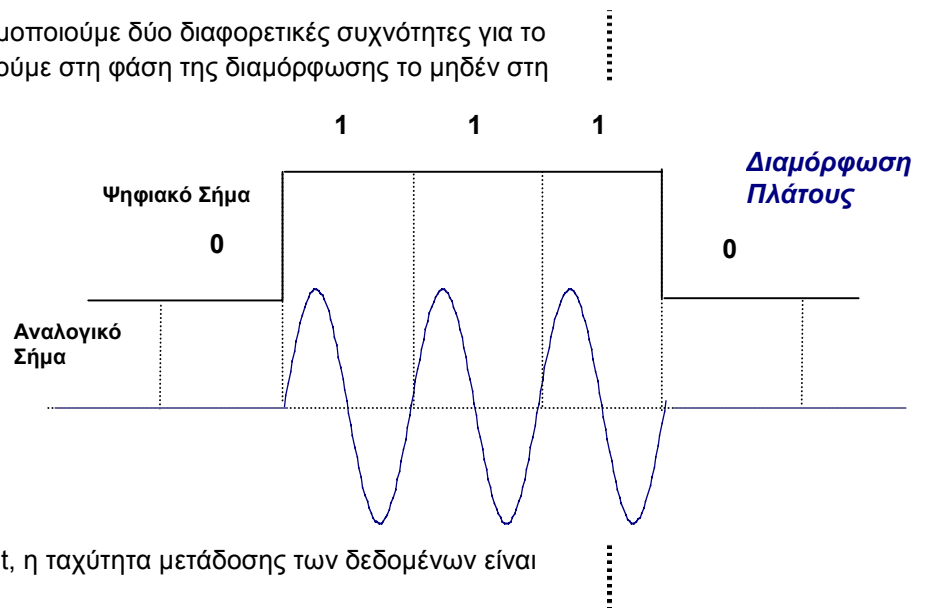 μοποιούμε δύο διαφορετικές συχνότητες για το
ούμε στη φάση της διαμόρφωσης το μηδέν στη
1 1 1
Διαμόρφωση
Πλάτους
Ψηφιακό Σήμα
0 0
Αναλογικό
Σήμα
t, η ταχύτητα μετάδοσης των δεδομένων είναι